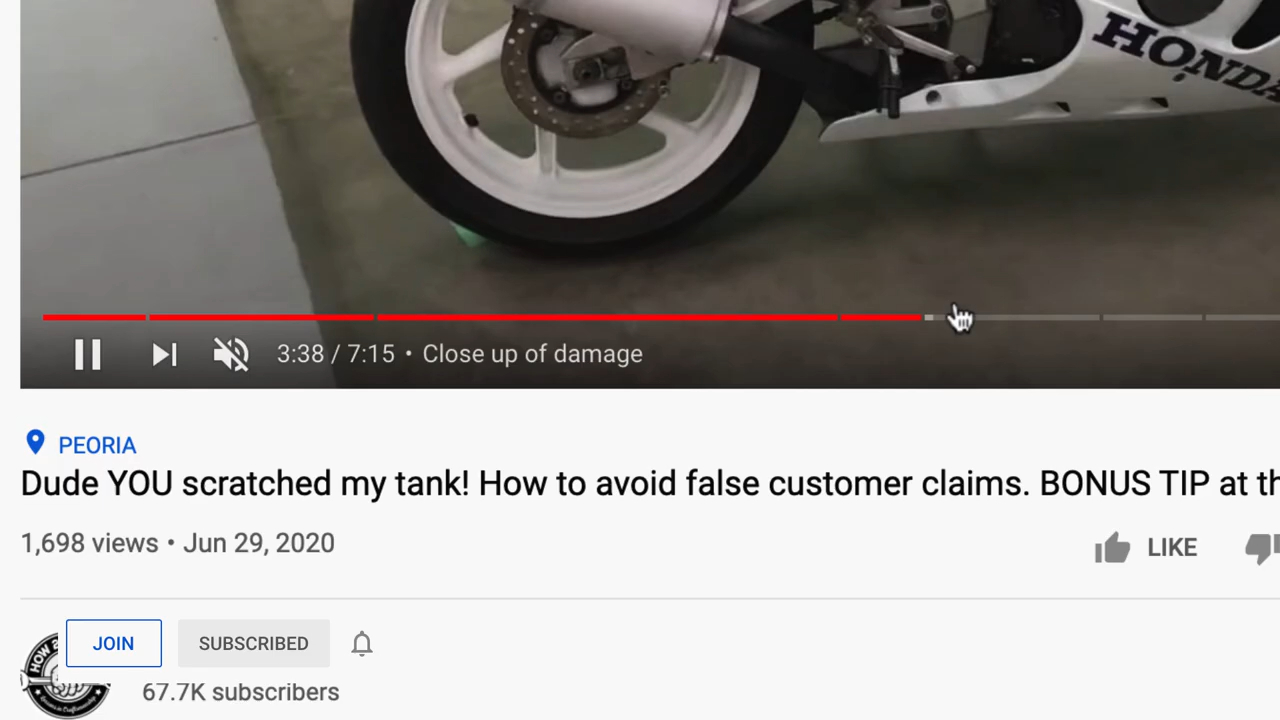 HONDA
3:38 / 7:15 • Close up of damage
PEORIA
Dude YOU scratched my tank! How to avoid false customer claims. BONUS TIP at th
1,698 views • Jun 29, 2020
LIKE
HOW
JOIN
SUBSCRIBED
67.7K subscribers